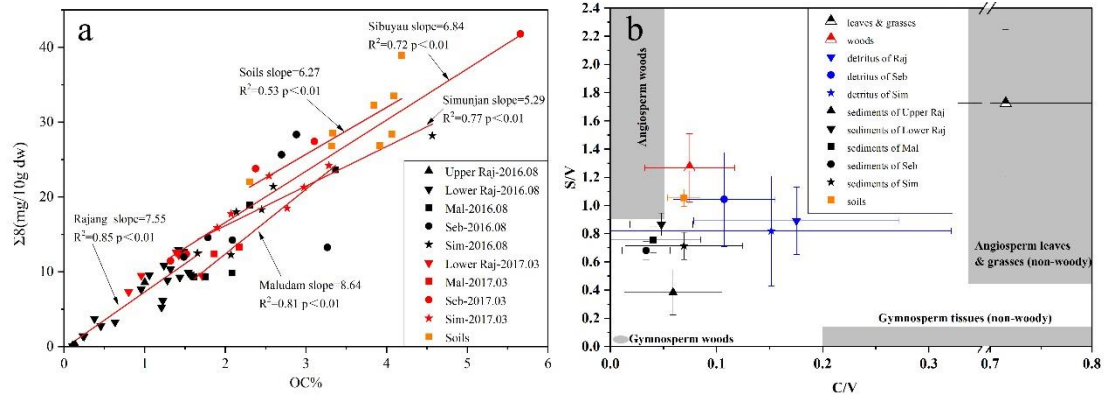 a
Sibuyau slope=6.84
R²=0.72 p<0.01
Soils slope=6.27
R²=0.53 p<0.01
Simunjan slope=5.29
R²=0.77 p<0.01
Rajang slope=7.55
R²=0.85 p<0.01
Maludam slope=8.64
R²=0.81 p<0.01
Upper Raj-2016.08
Lower Raj-2016.08
Mal-2016.08
Seb-2016.08
Sim-2016.08
Lower Raj-2017.03
Mal-2017.03
Seb-2017.03
Sim-2017.03
Soils
Σ8(mg/10g dw)
40
30
20
10
0
0 1 2 3 4 5 6
OC%
b
Angiosperm woods
leaves & grasses
woods
detritus of Raj
detritus of Seb
detritus of Sim
sediments of Upper Raj
sediments of Lower Raj
sediments of Mal
sediments of Seb
sediments of Sim
soils
Angiosperm leaves
& grasses (non-woody)
Gymnosperm tissues (non-woody)
Gymnosperm woods
S/V
2.4
2.2
2.0
1.8
1.6
1.4
1.2
1.0
0.8
0.6
0.4
0.2
0.0
0.0 0.1 0.2 0.3 0.7 0.8
C/V